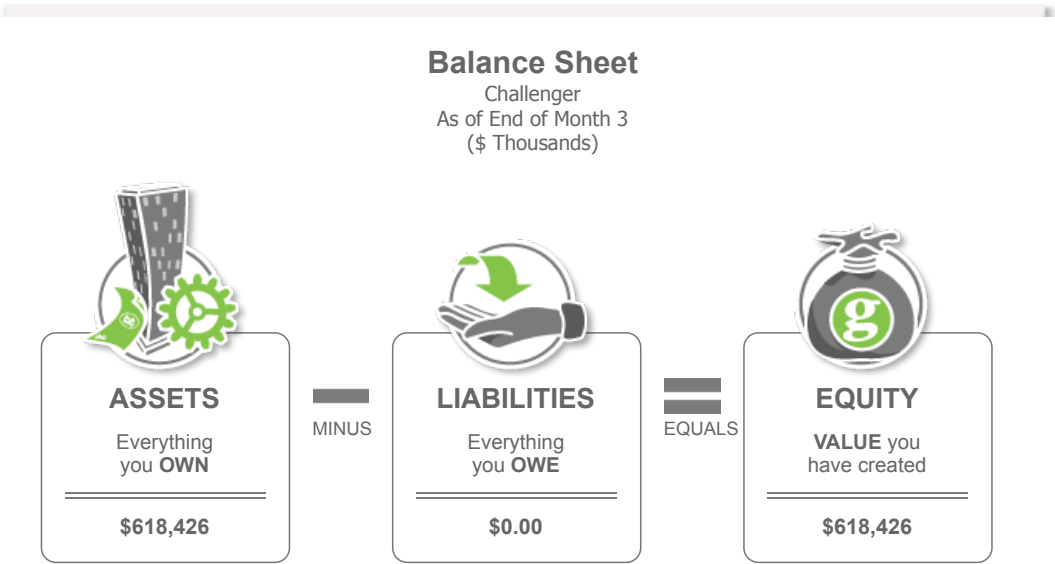 Balance Sheet
Challenger
As of End of Month 3
($ Thousands)
g
ASSETS
Everything
you OWN
$618,426
MINUS
LIABILITIES
Everything
you OWE
$0.00
EQUALS
EQUITY
VALUE you
have created
$618,426